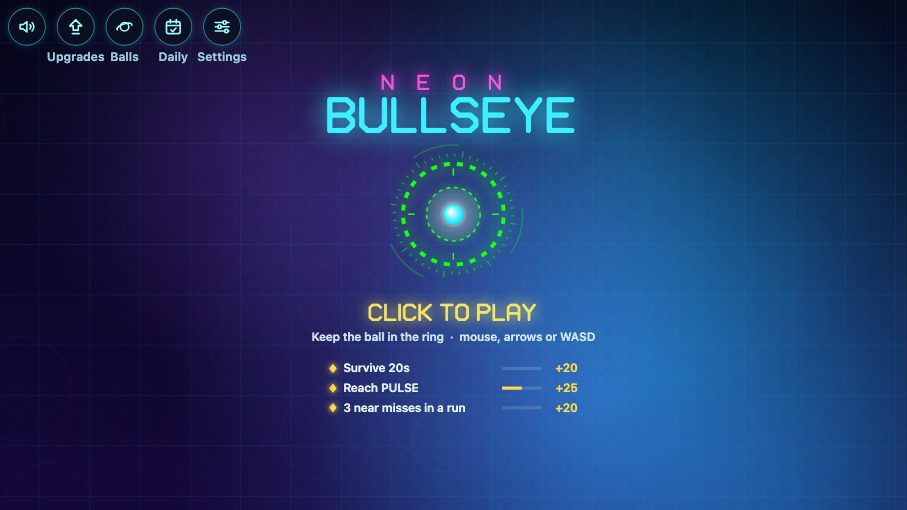 Upgrades Balls Daily Settings
NEON
BULLSEYE
CLICK TO PLAY
Keep the ball in the ring · mouse, arrows or WASD
Survive 20s +20
Reach PULSE +25
3 near misses in a run +20